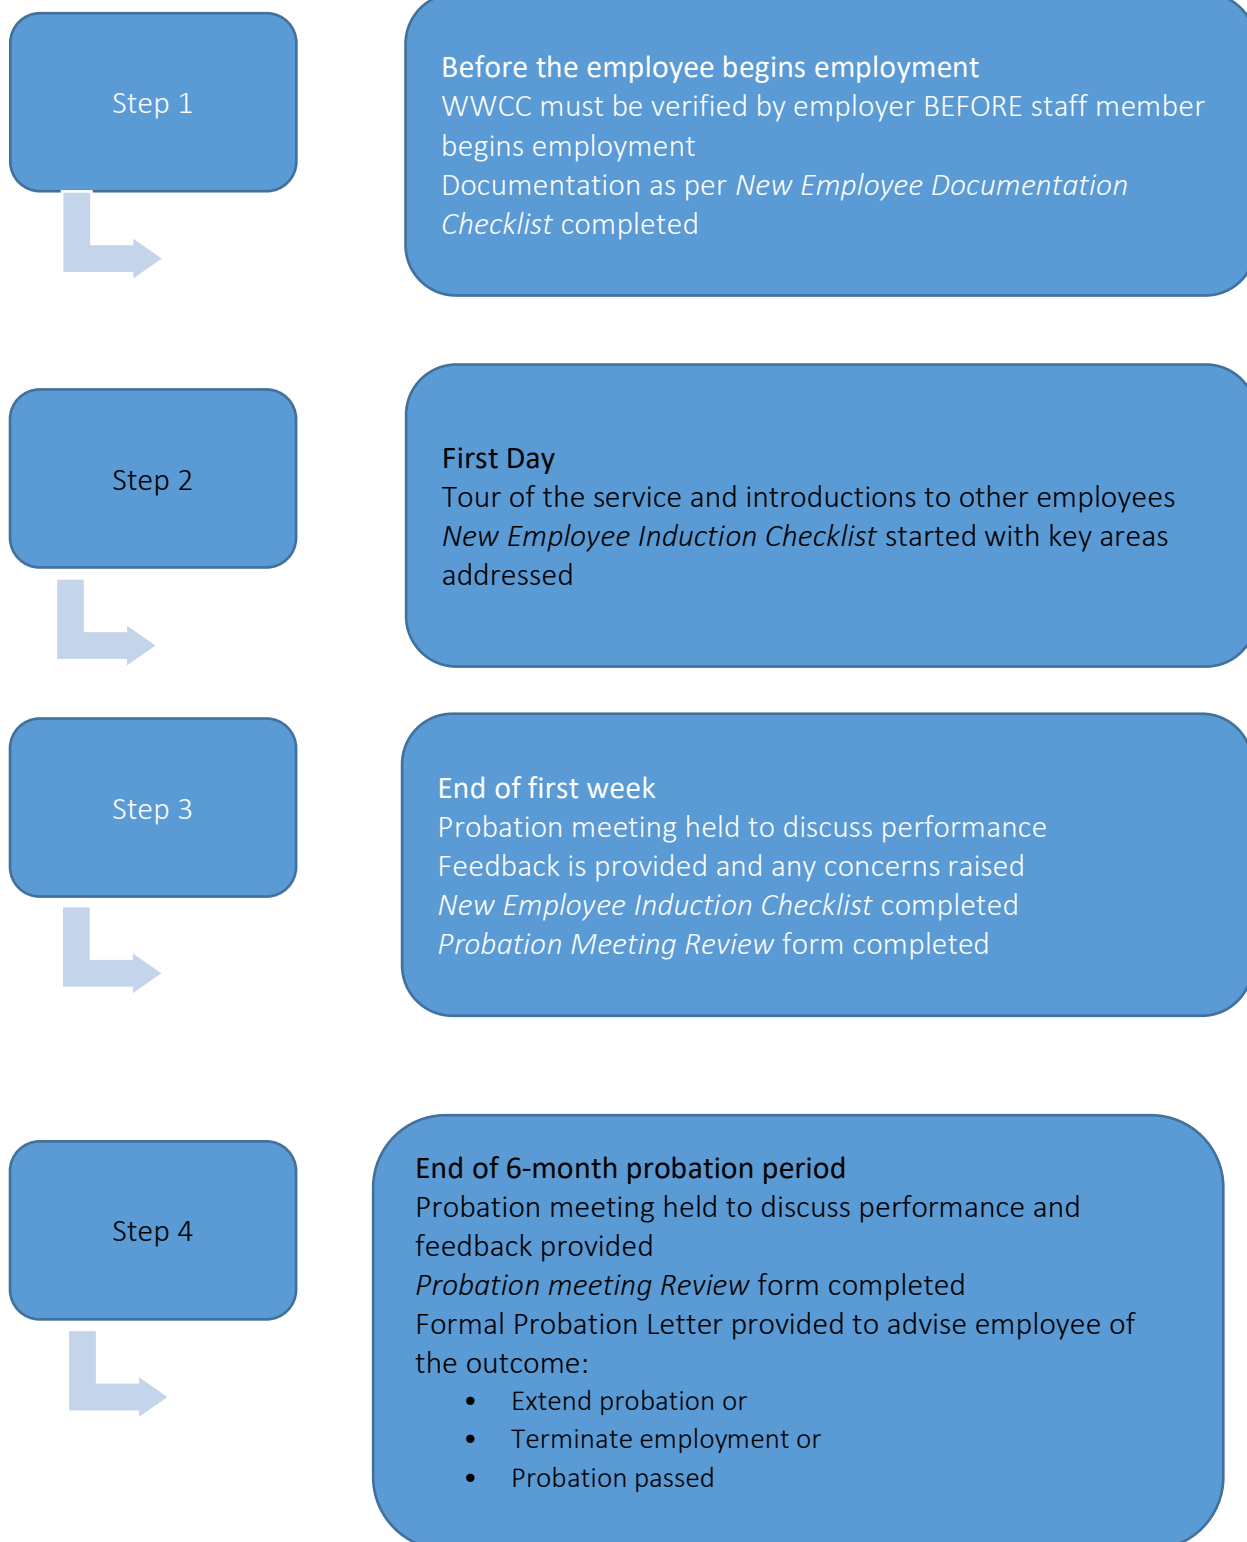 Step 1
Before the employee begins employment
WWCC must be verified by employer BEFORE staff member
begins employment
Documentation as per New Employee Documentation
Checklist completed
Step 2
First Day
Tour of the service and introductions to other employees
New Employee Induction Checklist started with key areas
addressed
Step 3
End of first week
Probation meeting held to discuss performance
Feedback is provided and any concerns raised
New Employee Induction Checklist completed
Probation Meeting Review form completed
Step 4
End of 6-month probation period
Probation meeting held to discuss performance and
feedback provided
Probation meeting Review form completed
Formal Probation Letter provided to advise employee of
the outcome:
• Extend probation or
• Terminate employment or
• Probation passed